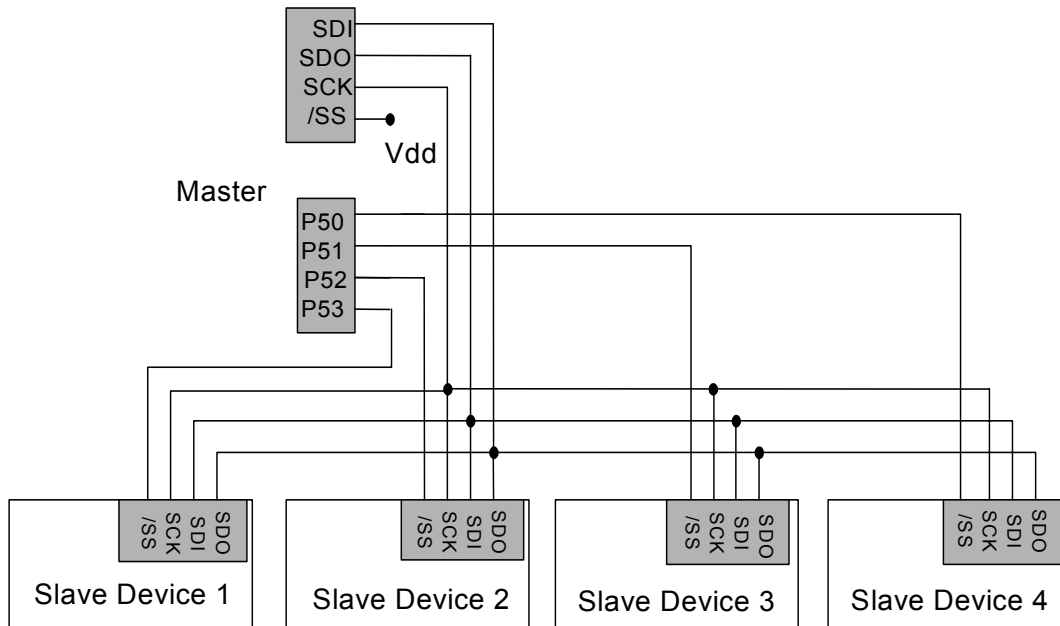 SDI
SDO
SCK
/SS
Vdd
Master
P50
P51
P52
P53
/SS
SCK
SDI
SDO
Slave Device 1
/SS
SCK
SDI
SDO
Slave Device 2
/SS
SCK
SDI
SDO
Slave Device 3
/SS
SCK
SDI
SDO
Slave Device 4